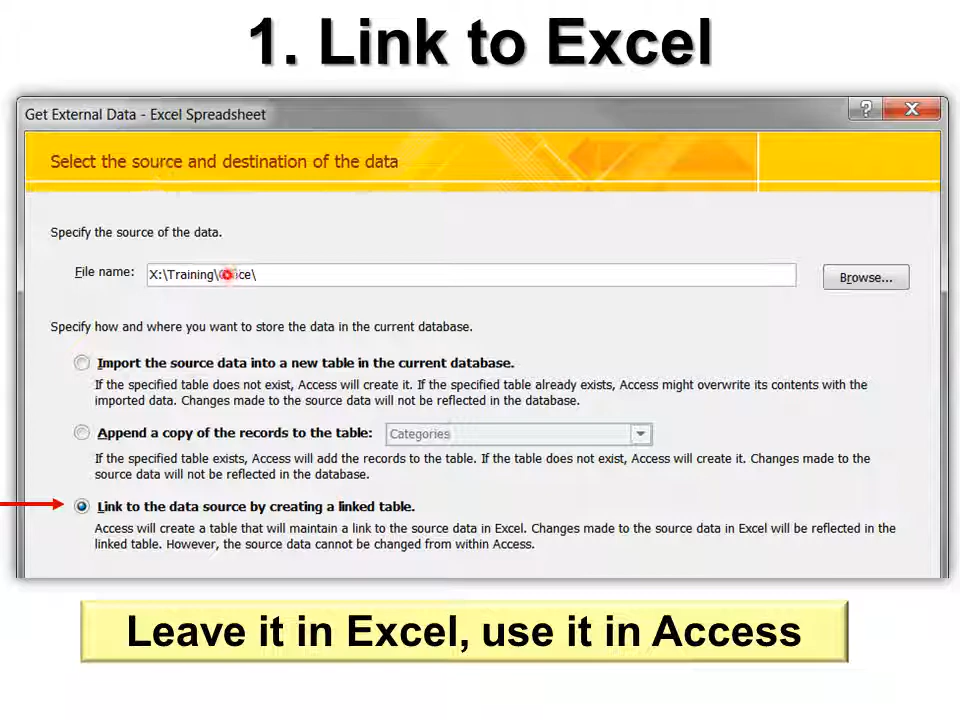 1. Link to Excel
Get External Data - Excel Spreadsheet
?
X
Select the source and destination of the data
Specify the source of the data.
File name: X:\Training\Office\ Browse...
Specify how and where you want to store the data in the current database.
Import the source data into a new table in the current database.
If the specified table does not exist, Access will create it. If the specified table already exists, Access might overwrite its contents with the
imported data. Changes made to the source data will not be reflected in the database.
Append a copy of the records to the table: Categories
If the specified table exists, Access will add the records to the table. If the table does not exist, Access will create it. Changes made to the
source data will not be reflected in the database.
Link to the data source by creating a linked table.
Access will create a table that will maintain a link to the source data in Excel. Changes made to the source data in Excel will be reflected in the
linked table. However, the source data cannot be changed from within Access.
Leave it in Excel, use it in Access